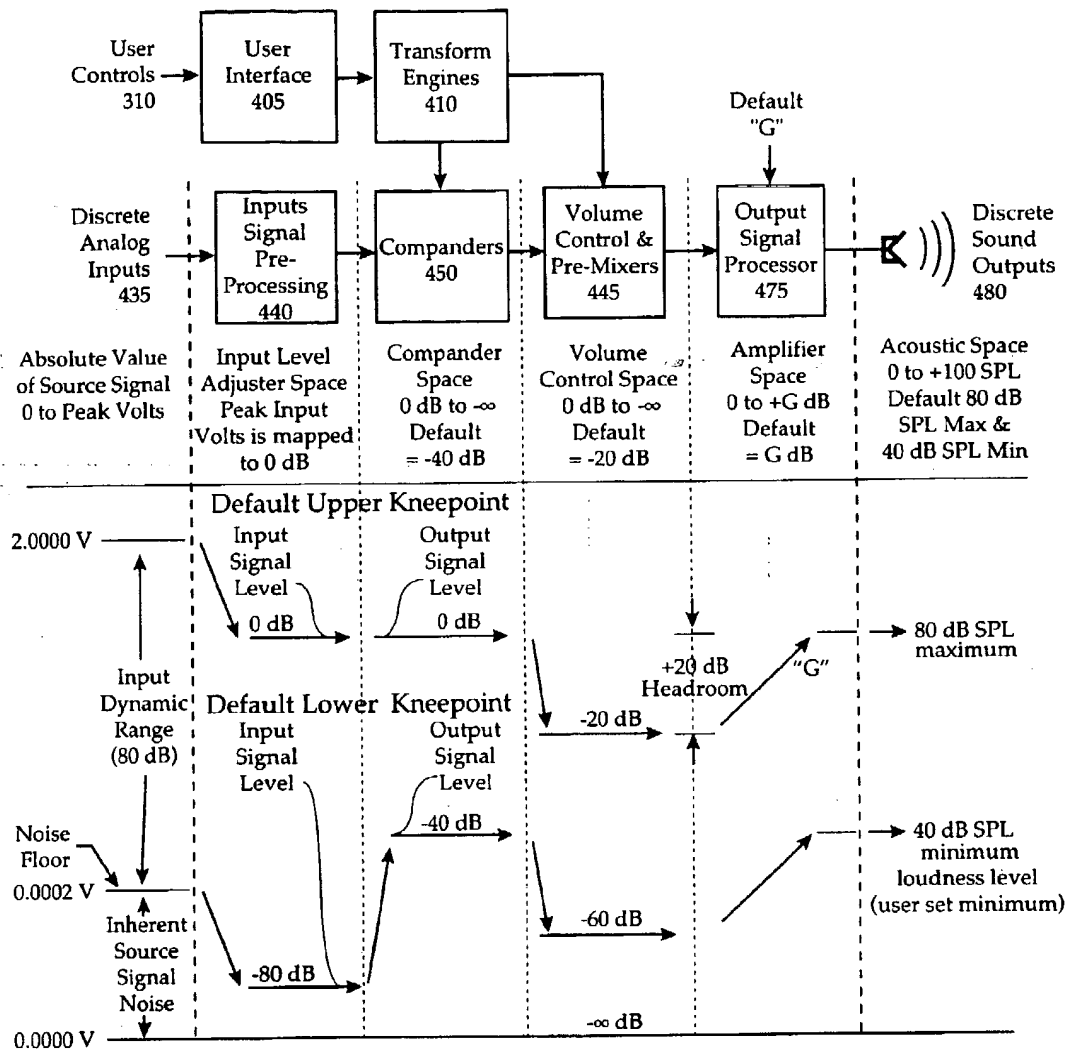 User
Controls
310
User
Interface
405
Transform
Engines
410
Default
"G"
Discrete
Analog
Inputs
435
Inputs
Signal
Pre-
Processing
440
Companders
450
Volume
Control &
Pre-Mixers
445
Output
Signal
Processor
475
Discrete
Sound
Outputs
480
Absolute Value
of Source Signal
0 to Peak Volts
Input Level
Adjuster Space
Peak Input
Volts is mapped
to 0 dB
Compander
Space
0 dB to -∞
Default
= -40 dB
Volume
Control Space
0 dB to -∞
Default
= -20 dB
Amplifier
Space
0 to +G dB
Default
= G dB
Acoustic Space
0 to +100 SPL
Default 80 dB
SPL Max &
40 dB SPL Min
Default Upper Kneepoint
2.0000 V
Input
Signal
Level
0 dB
Output
Signal
Level
0 dB
80 dB SPL
maximum
+20 dB
Headroom
"G"
Input
Dynamic
Range
(80 dB)
Default Lower Kneepoint
Input
Signal
Level
Output
Signal
Level
-20 dB
-40 dB
40 dB SPL
minimum
loudness level
(user set minimum)
Noise
Floor
0.0002 V
-60 dB
Inherent
Source
Signal
Noise
-80 dB
-∞ dB
0.0000 V